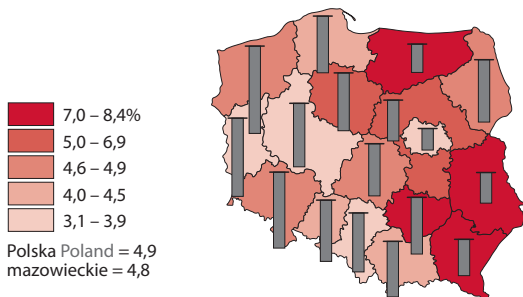 7,0 – 8,4%
5,0 – 6,9
4,6 – 4,9
4,0 – 4,5
3,1 – 3,9
Polska Poland = 4,9
mazowieckie = 4,8